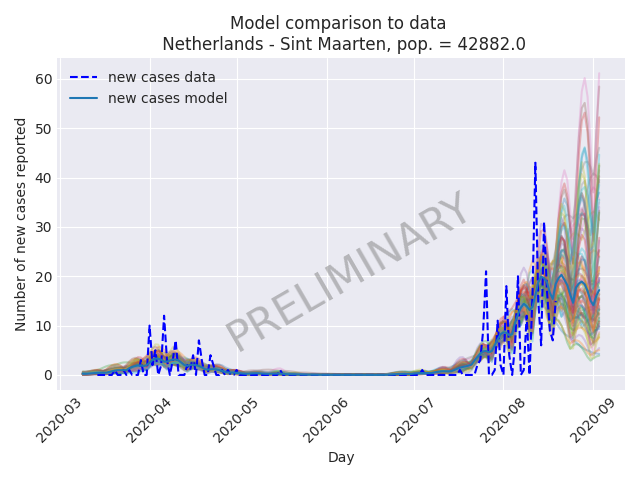 Model comparison to data
Netherlands - Sint Maarten, pop. = 42882.0
new cases data
new cases model
Number of new cases reported
60
50
40
30
20
10
0
PRELIMINARY
2020-03
2020-04
2020-05
2020-06
2020-07
2020-08
2020-09
Day